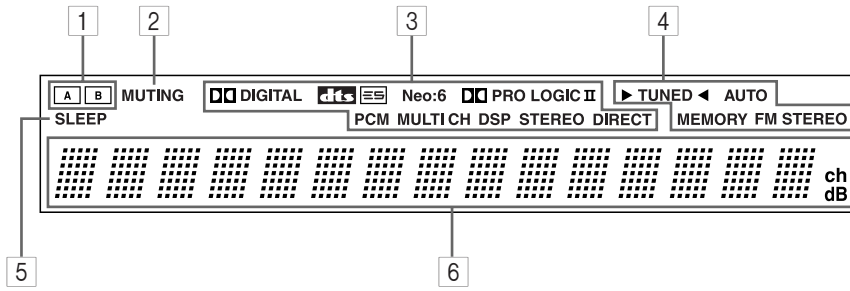 1 2 3 4
A B MUTING DIGITAL dts ES Neo:6 PRO LOGIC II ► TUNED ◄ AUTO
SLEEP PCM MULTI CH DSP STEREO DIRECT MEMORY FM STEREO
ch
dB
5 6